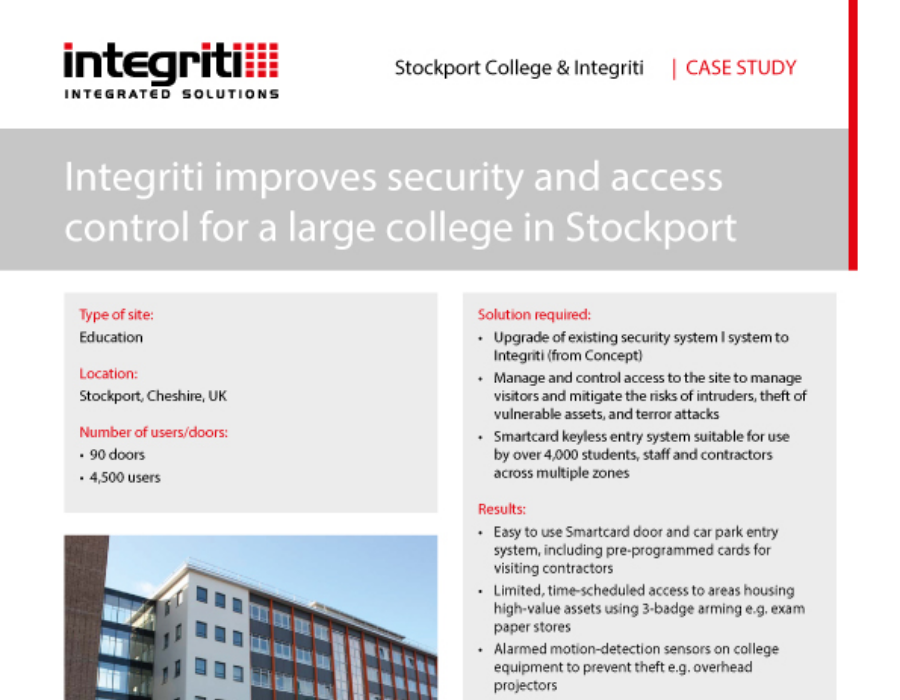 integriti
INTEGRATED SOLUTIONS
Stockport College & Integriti | CASE STUDY
Integriti improves security and access
control for a large college in Stockport
Type of site:
Education
Location:
Stockport, Cheshire, UK
Number of users/doors:
• 90 doors
• 4,500 users
Solution required:
• Upgrade of existing security system I system to
Integriti (from Concept)
• Manage and control access to the site to manage
visitors and mitigate the risks of intruders, theft of
vulnerable assets, and terror attacks
• Smartcard keyless entry system suitable for use
by over 4,000 students, staff and contractors
across multiple zones
Results:
• Easy to use Smartcard door and car park entry
system, including pre-programmed cards for
visiting contractors
• Limited, time-scheduled access to areas housing
high-value assets using 3-badge arming e.g. exam
paper stores
• Alarmed motion-detection sensors on college
equipment to prevent theft e.g. overhead
projectors